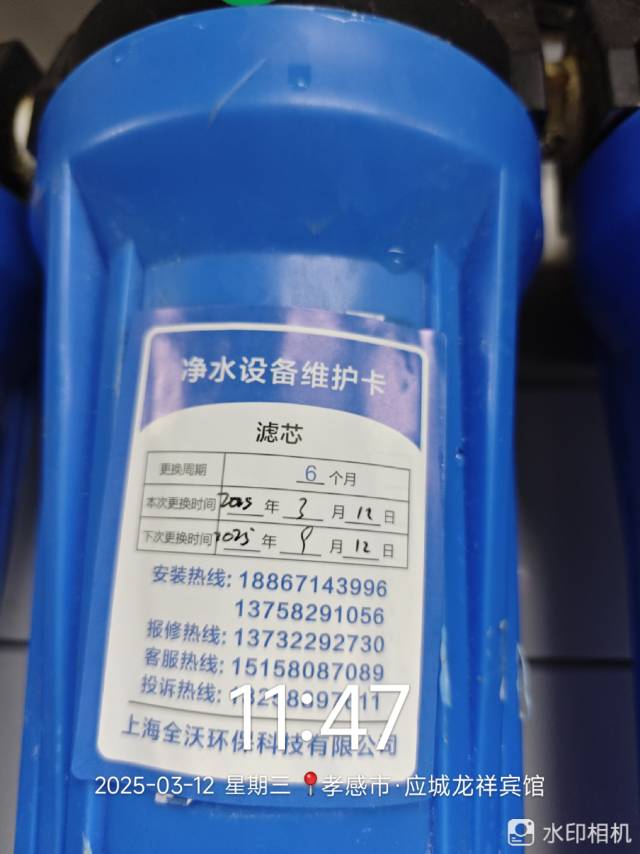 净水设备维护卡
滤芯
更换周期 6 个月
本次更换时间 2025 年 3 月 12 日
下次更换时间 2025 年 9 月 12 日
安装热线: 18867143996
13758291056
报修热线: 13732292730
客服热线: 15158087089
投诉热线:
11:47
上海全沃环保科技有限公司
2025-03-12 星期三 孝感市·应城龙祥宾馆
水印相机